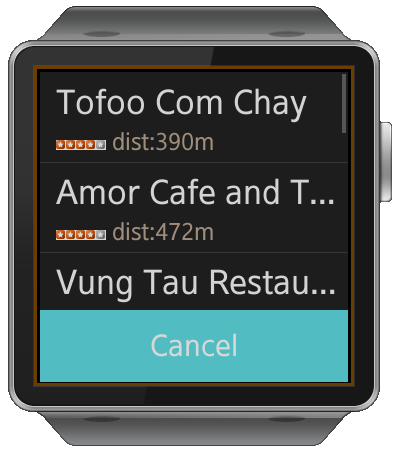 Tofoo Com Chay
dist:390m
Amor Cafe and T...
dist:472m
Vung Tau Restau...
Cancel